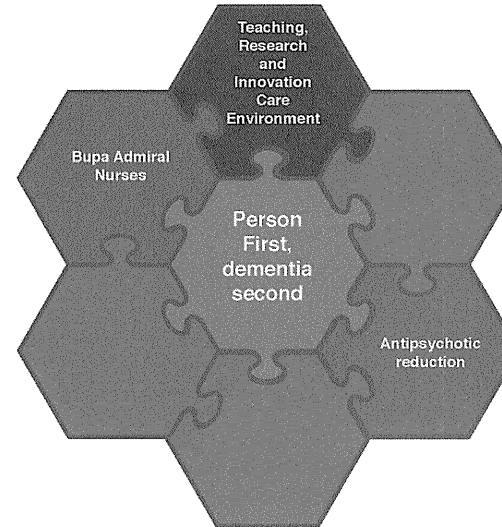 Teaching,
Research
and
Innovation
Care
Environment
Bupa Admiral
Nurses
Person
First,
dementia
second
Antipsychotic
reduction